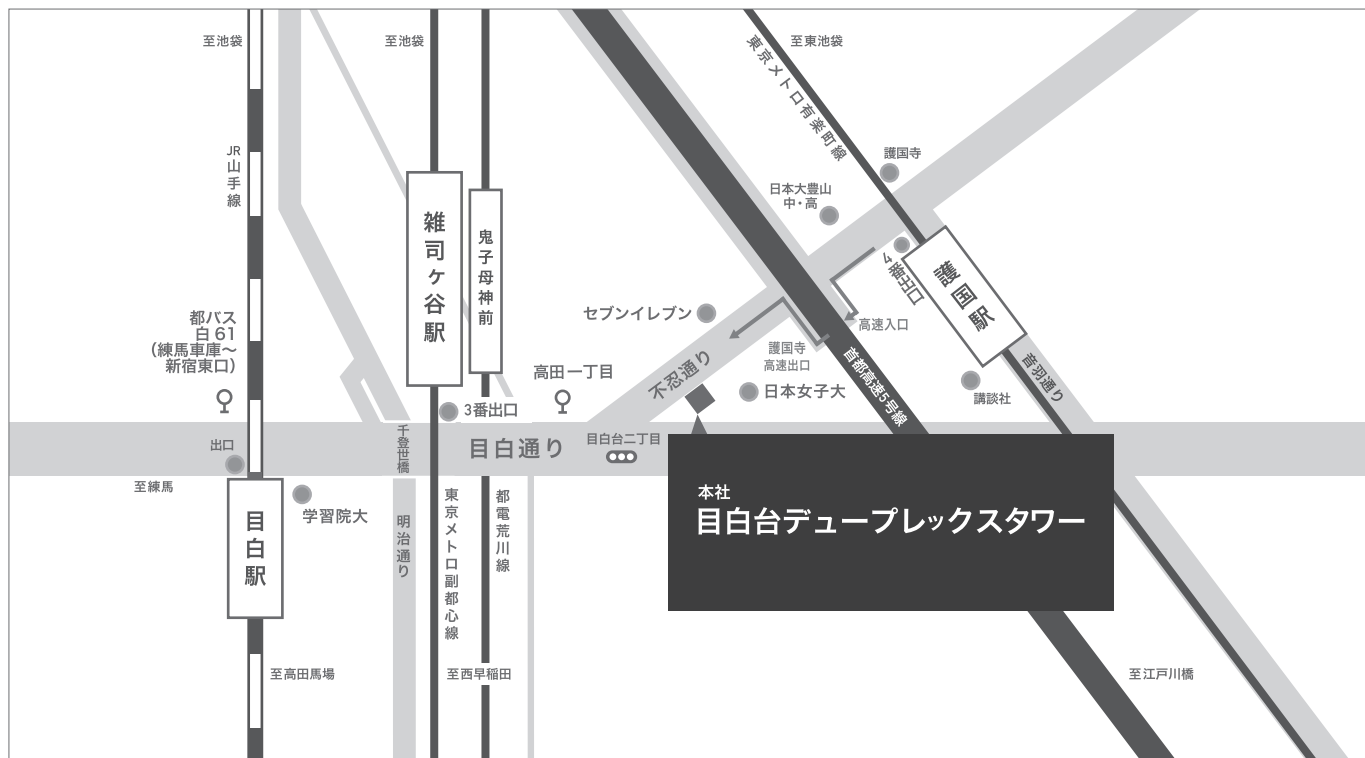 至池袋
至池袋
至東池袋
東京メトロ有楽町線
JR
山手線
護国寺
日本大豊山
中・高
雑司ヶ谷駅
鬼子母神前
4番出口
護国駅
都バス
白61
(練馬車庫〜
新宿東口)
セブンイレブン
高速入口
護国寺
高速出口
不忍通り
首都高速5号線
音羽通り
高田一丁目
日本女子大
講談社
3番出口
千登世橋
目白通り
目白台二丁目
出口
至練馬
目白駅
学習院大
明治通り
東京メトロ副都心線
都電荒川線
本社
目白台デュープレックスタワー
至高田馬場
至西早稲田
至江戸川橋